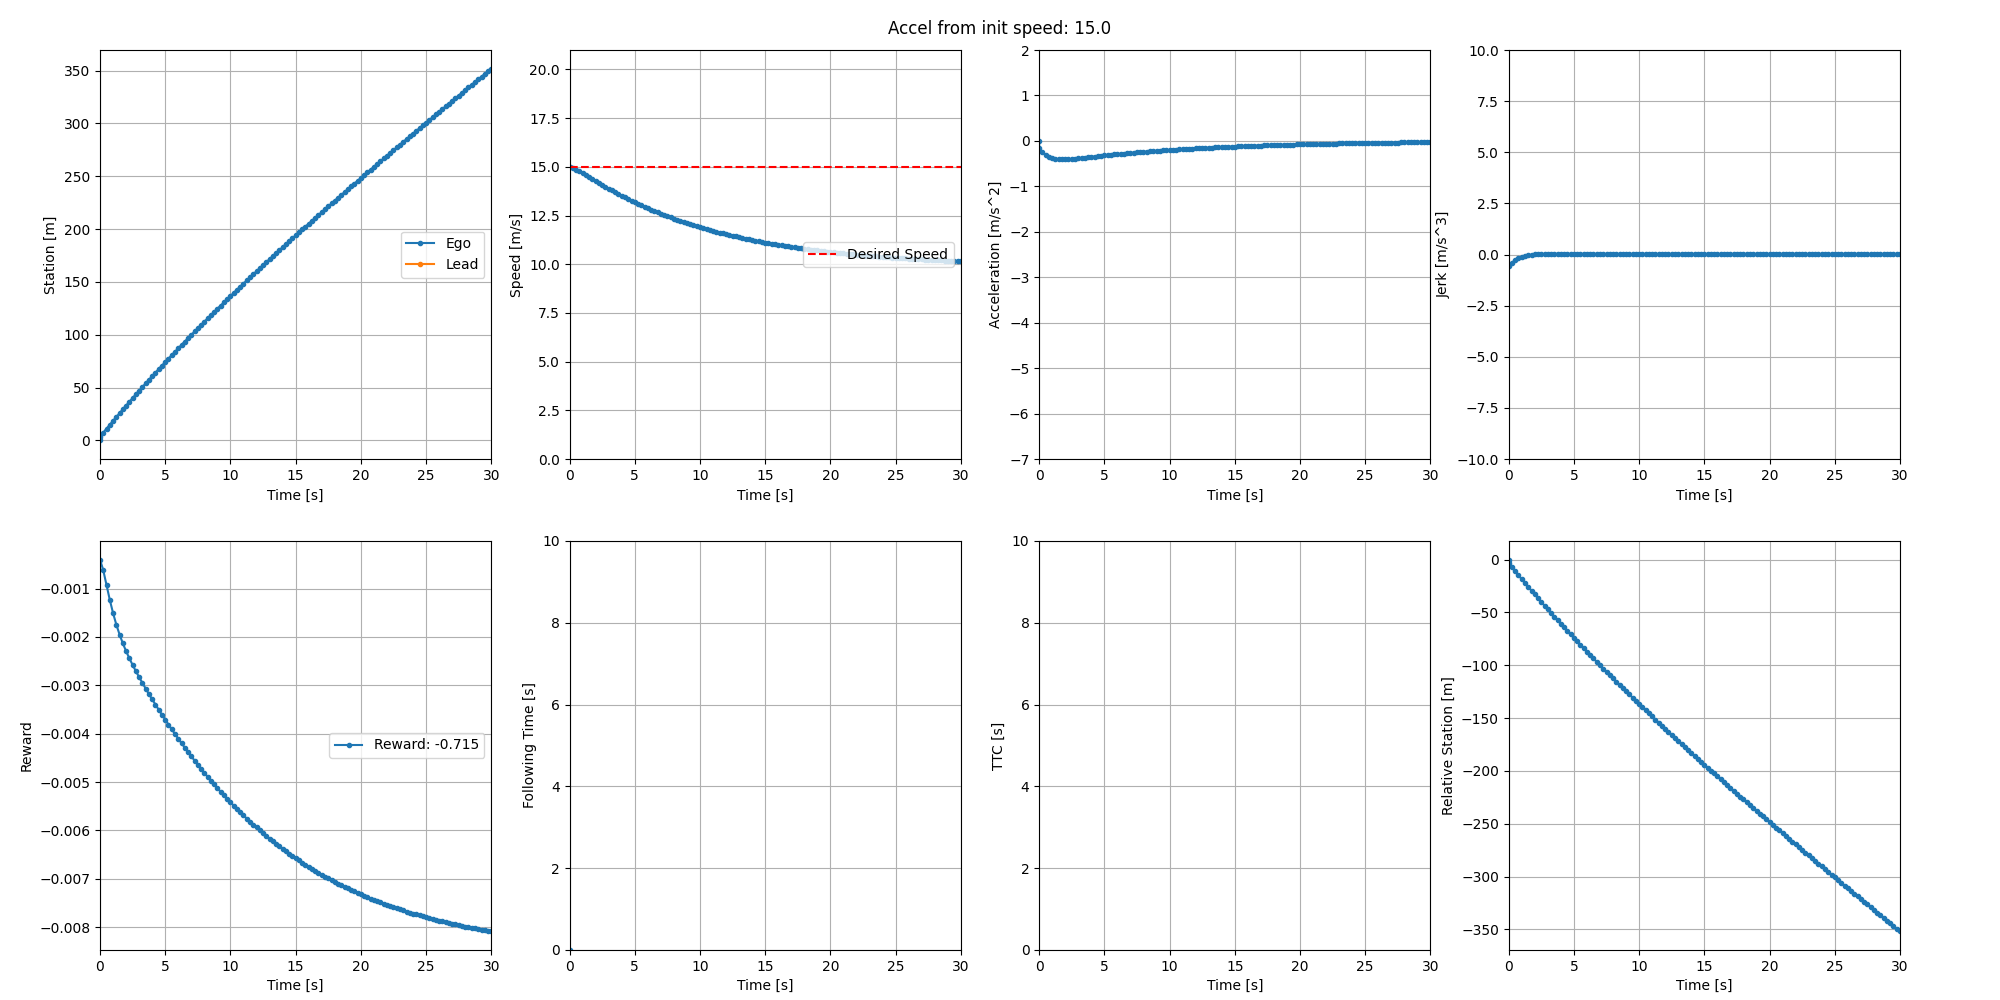 Accel from init speed: 15.0
Station [m]
350
300
250
200
150
100
50
0
Ego
Lead
0 5 10 15 20 25 30
Time [s]
Speed [m/s]
20.0
17.5
15.0
12.5
10.0
7.5
5.0
2.5
0.0
Desired Speed
0 5 10 15 20 25 30
Time [s]
Acceleration [m/s^2]
2
1
0
−1
−2
−3
−4
−5
−6
−7
0 5 10 15 20 25 30
Time [s]
Jerk [m/s^3]
10.0
7.5
5.0
2.5
0.0
−2.5
−5.0
−7.5
−10.0
0 5 10 15 20 25 30
Time [s]
Reward
−0.001
−0.002
−0.003
−0.004
−0.005
−0.006
−0.007
−0.008
Reward: -0.715
0 5 10 15 20 25 30
Time [s]
Following Time [s]
10
8
6
4
2
0
0 5 10 15 20 25 30
Time [s]
TTC [s]
10
8
6
4
2
0
0 5 10 15 20 25 30
Time [s]
Relative Station [m]
0
−50
−100
−150
−200
−250
−300
−350
0 5 10 15 20 25 30
Time [s]